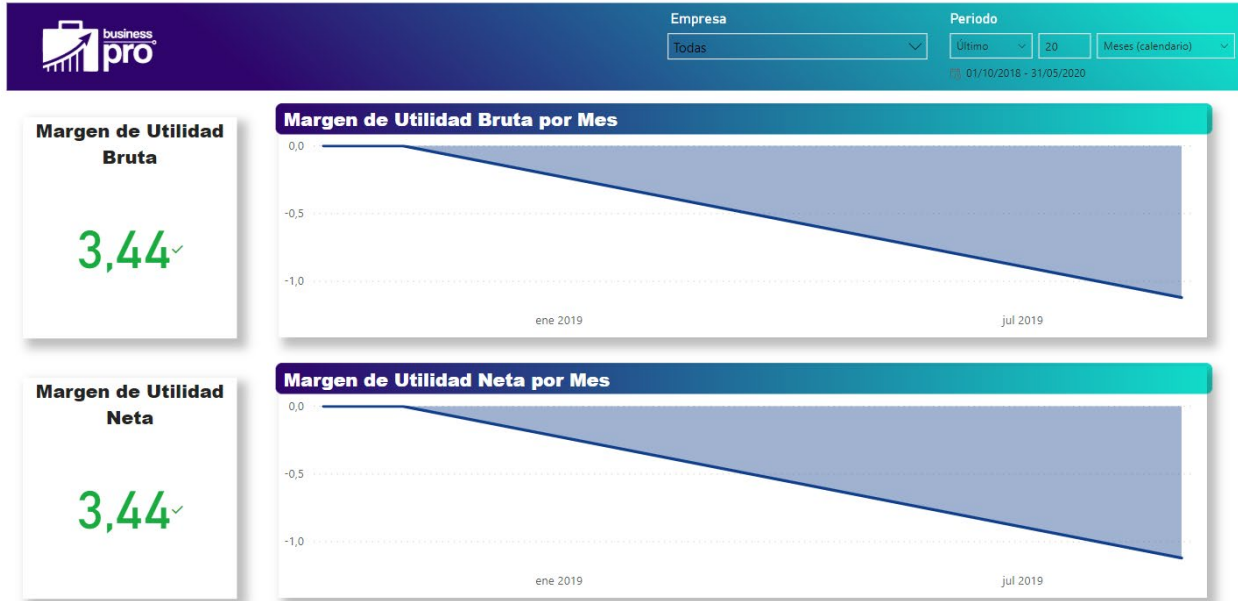 business
pro
Empresa
Todas
Periodo
Último
20
Meses (calendario)
01/10/2018 - 31/05/2020
Margen de Utilidad
Bruta
3,44
Margen de Utilidad Bruta por Mes
0,0
-0,5
-1,0
ene 2019
jul 2019
Margen de Utilidad
Neta
3,44
Margen de Utilidad Neta por Mes
0,0
-0,5
-1,0
ene 2019
jul 2019